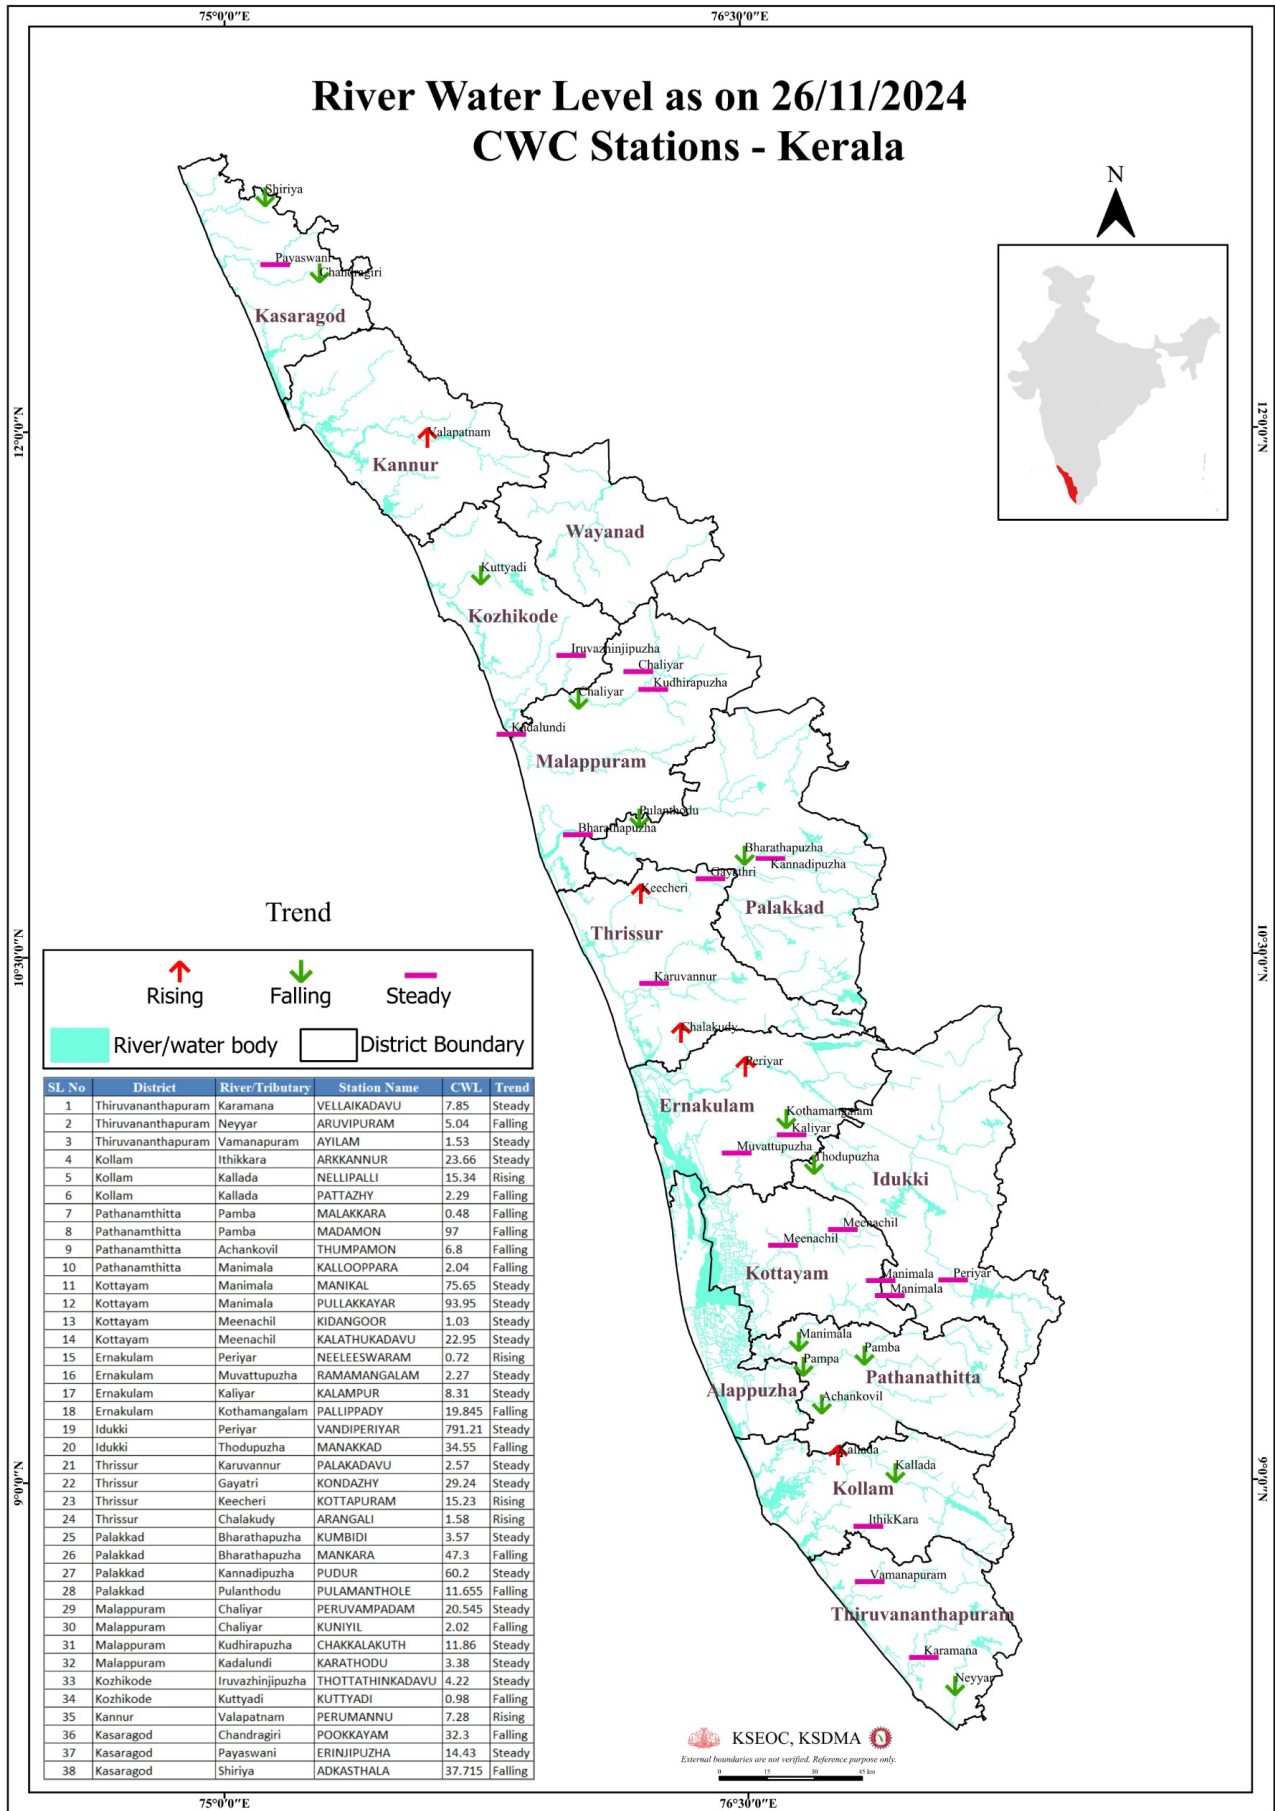 75°0'0"E 76°30'0"E
River Water Level as on 26/11/2024
CWC Stations - Kerala
N
Shiriya
Payaswani
Chandragiri
Kasaragod
12°0'0"N 12°0'0"N
Valapatnam
Kannur
Wayanad
Kuttyadi
Kozhikode
Iruvazhinjipuzha
Chaliyar
Kudhirapuzha
Chaliyar
Kadalundi
Malappuram
Pulanthodu
Bharathapuzha
Bharathapuzha
Kannadipuzha
Gayathri
Keecheri
Palakkad
Thrissur
10°30'0"N 10°30'0"N
Karuvannur
Chalakudy
Periyar
Ernakulam
Kothamangalam
Kaliyar
Muvattupuzha
Thodupuzha
Idukki
Meenachil
Meenachil
Kottayam
Manimala
Periyar
Manimala
Manimala
Pamba
Pampa
Pathanathitta
Alappuzha
Achankovil
Kallada
Kallada
9°0'0"N 9°0'0"N
Kollam
IthikKara
Vamanapuram
Thiruvananthapuram
Karamana
Neyyar
Trend
Rising Falling Steady
River/water body District Boundary
SL No District River/Tributary Station Name CWL Trend
1 Thiruvananthapuram Karamana VELLAIKADAVU 7.85 Steady
2 Thiruvananthapuram Neyyar ARUVIPURAM 5.04 Falling
3 Thiruvananthapuram Vamanapuram AYILAM 1.53 Steady
4 Kollam Ithikkara ARKKANNUR 23.66 Steady
5 Kollam Kallada NELLIPALLI 15.34 Rising
6 Kollam Kallada PATTAZHY 2.29 Falling
7 Pathanamthitta Pamba MALAKKARA 0.48 Falling
8 Pathanamthitta Pamba MADAMON 97 Falling
9 Pathanamthitta Achankovil THUMPAMON 6.8 Falling
10 Pathanamthitta Manimala KALLOOPPARA 2.04 Falling
11 Kottayam Manimala MANIKAL 75.65 Steady
12 Kottayam Manimala PULLAKKAYAR 93.95 Steady
13 Kottayam Meenachil KIDANGOOR 1.03 Steady
14 Kottayam Meenachil KALATHUKADAVU 22.95 Steady
15 Ernakulam Periyar NEELEESWARAM 0.72 Rising
16 Ernakulam Muvattupuzha RAMAMANGALAM 2.27 Steady
17 Ernakulam Kaliyar KALAMPUR 8.31 Steady
18 Ernakulam Kothamangalam PALLIPPADY 19.845 Falling
19 Idukki Periyar VANDIPERIYAR 791.21 Steady
20 Idukki Thodupuzha MANAKKAD 34.55 Falling
21 Thrissur Karuvannur PALAKADAVU 2.57 Steady
22 Thrissur Gayatri KONDAZHY 29.24 Steady
23 Thrissur Keecheri KOTTAPURAM 15.23 Rising
24 Thrissur Chalakudy ARANGALI 1.58 Rising
25 Palakkad Bharathapuzha KUMBIDI 3.57 Steady
26 Palakkad Bharathapuzha MANKARA 47.3 Falling
27 Palakkad Kannadipuzha PUDUR 60.2 Steady
28 Palakkad Pulanthodu PULAMANTHOLE 11.655 Falling
29 Malappuram Chaliyar PERUVAMPADAM 20.545 Steady
30 Malappuram Chaliyar KUNIYIL 2.02 Falling
31 Malappuram Kudhirapuzha CHAKKALAKUTH 11.86 Steady
32 Malappuram Kadalundi KARATHODU 3.38 Steady
33 Kozhikode Iruvazhinjipuzha THOTTATHINKADAVU 4.22 Steady
34 Kozhikode Kuttyadi KUTTYADI 0.98 Falling
35 Kannur Valapatnam PERUMANNU 7.28 Rising
36 Kasaragod Chandragiri POOKKAYAM 32.3 Falling
37 Kasaragod Payaswani ERINJIPUZHA 14.43 Steady
38 Kasaragod Shiriya ADKASTHALA 37.715 Falling
KSEOC, KSDMA
External boundaries are not verified. Reference purpose only.
0 15 30 45 km
75°0'0"E 76°30'0"E